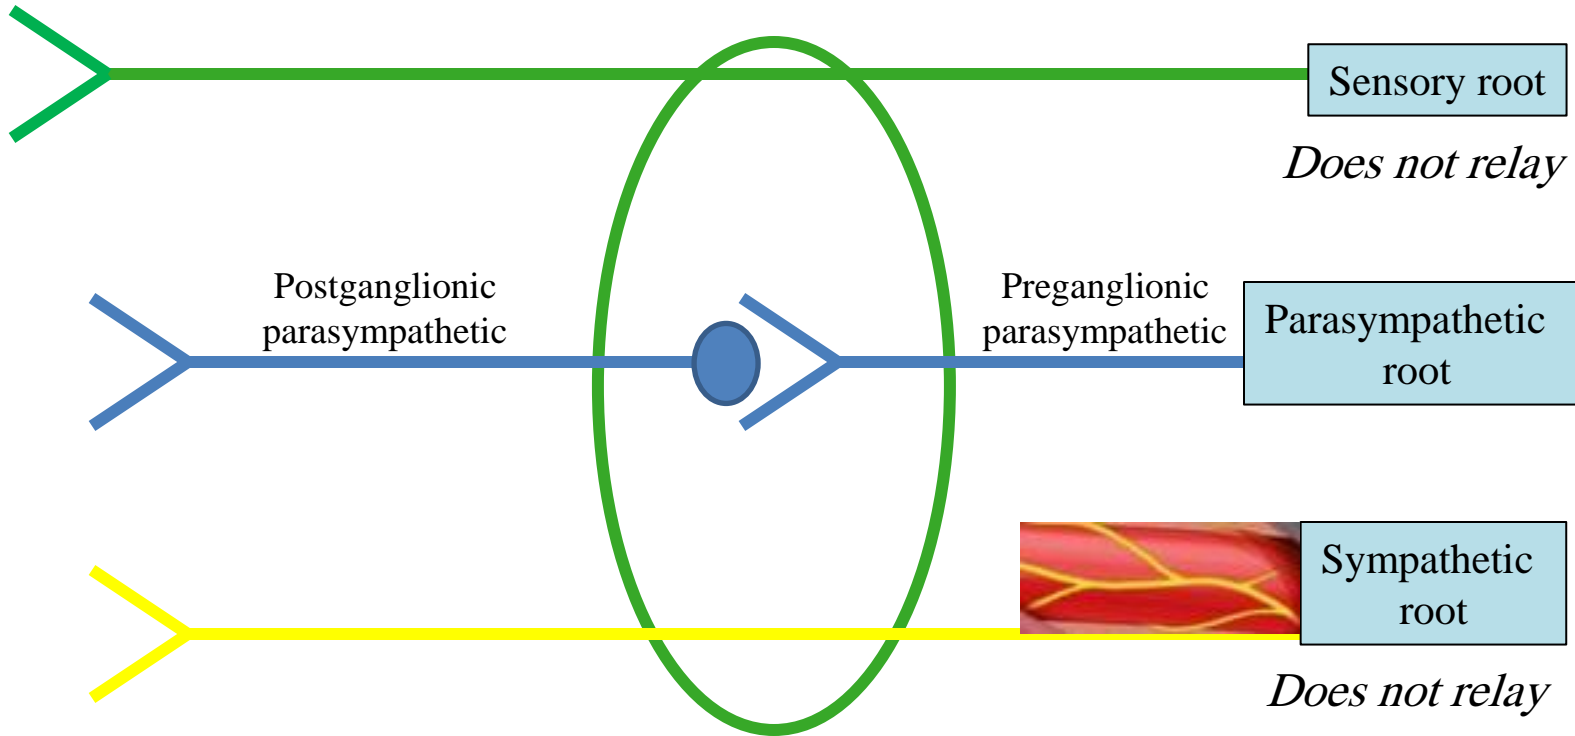 Sensory root
Does not relay
Postganglionic
parasympathetic
Preganglionic
parasympathetic
Parasympathetic
root
Sympathetic
root
Does not relay